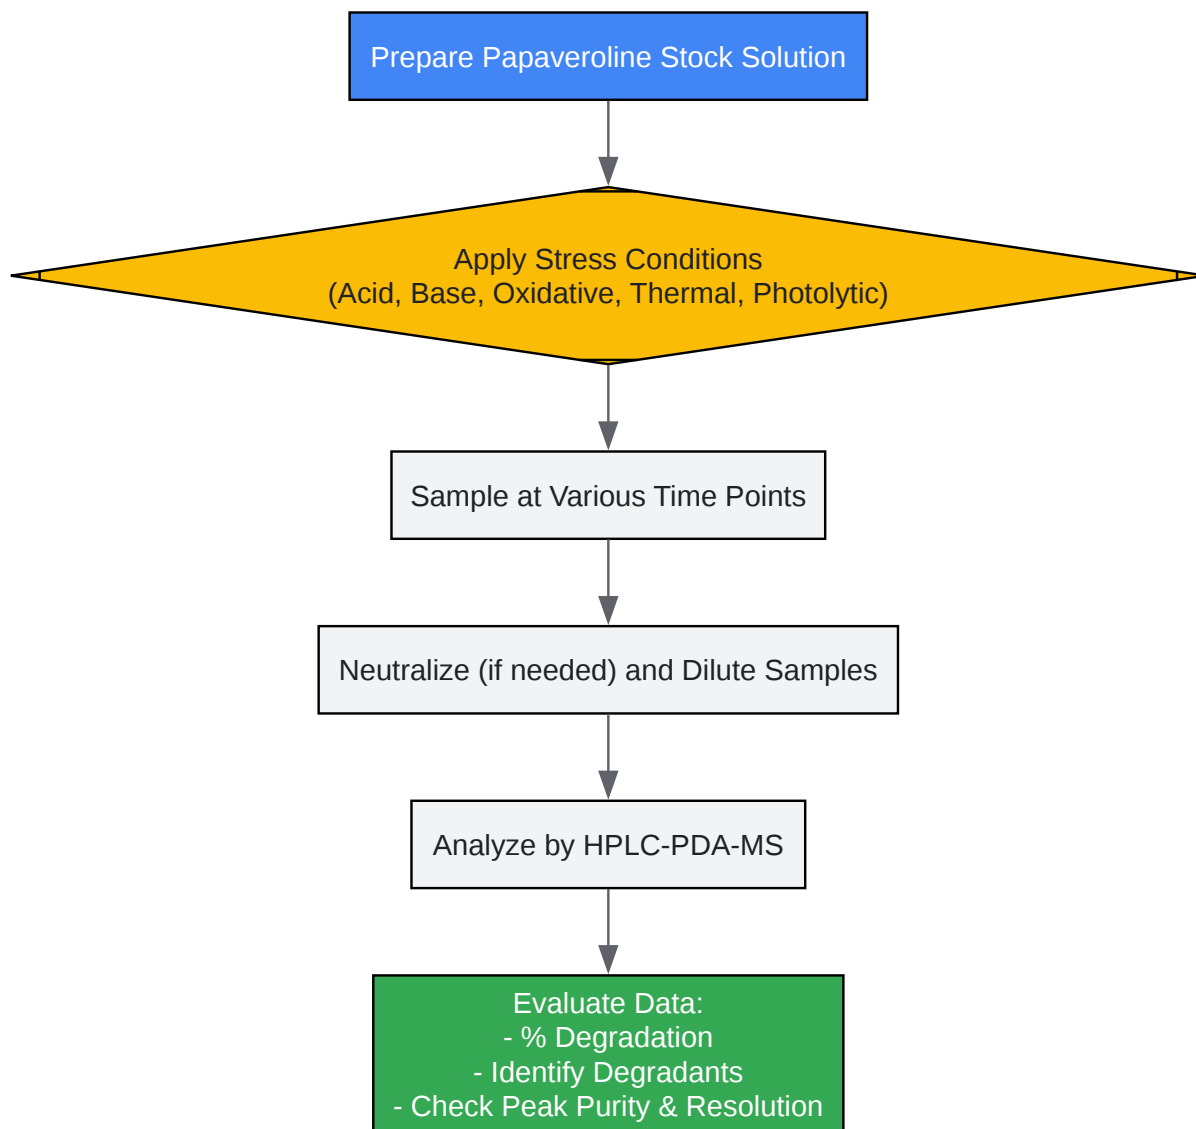 Prepare Papaveroline Stock Solution
Apply Stress Conditions
(Acid, Base, Oxidative, Thermal, Photolytic)
Sample at Various Time Points
Neutralize (if needed) and Dilute Samples
Analyze by HPLC-PDA-MS
Evaluate Data:
- % Degradation
- Identify Degradants
- Check Peak Purity & Resolution